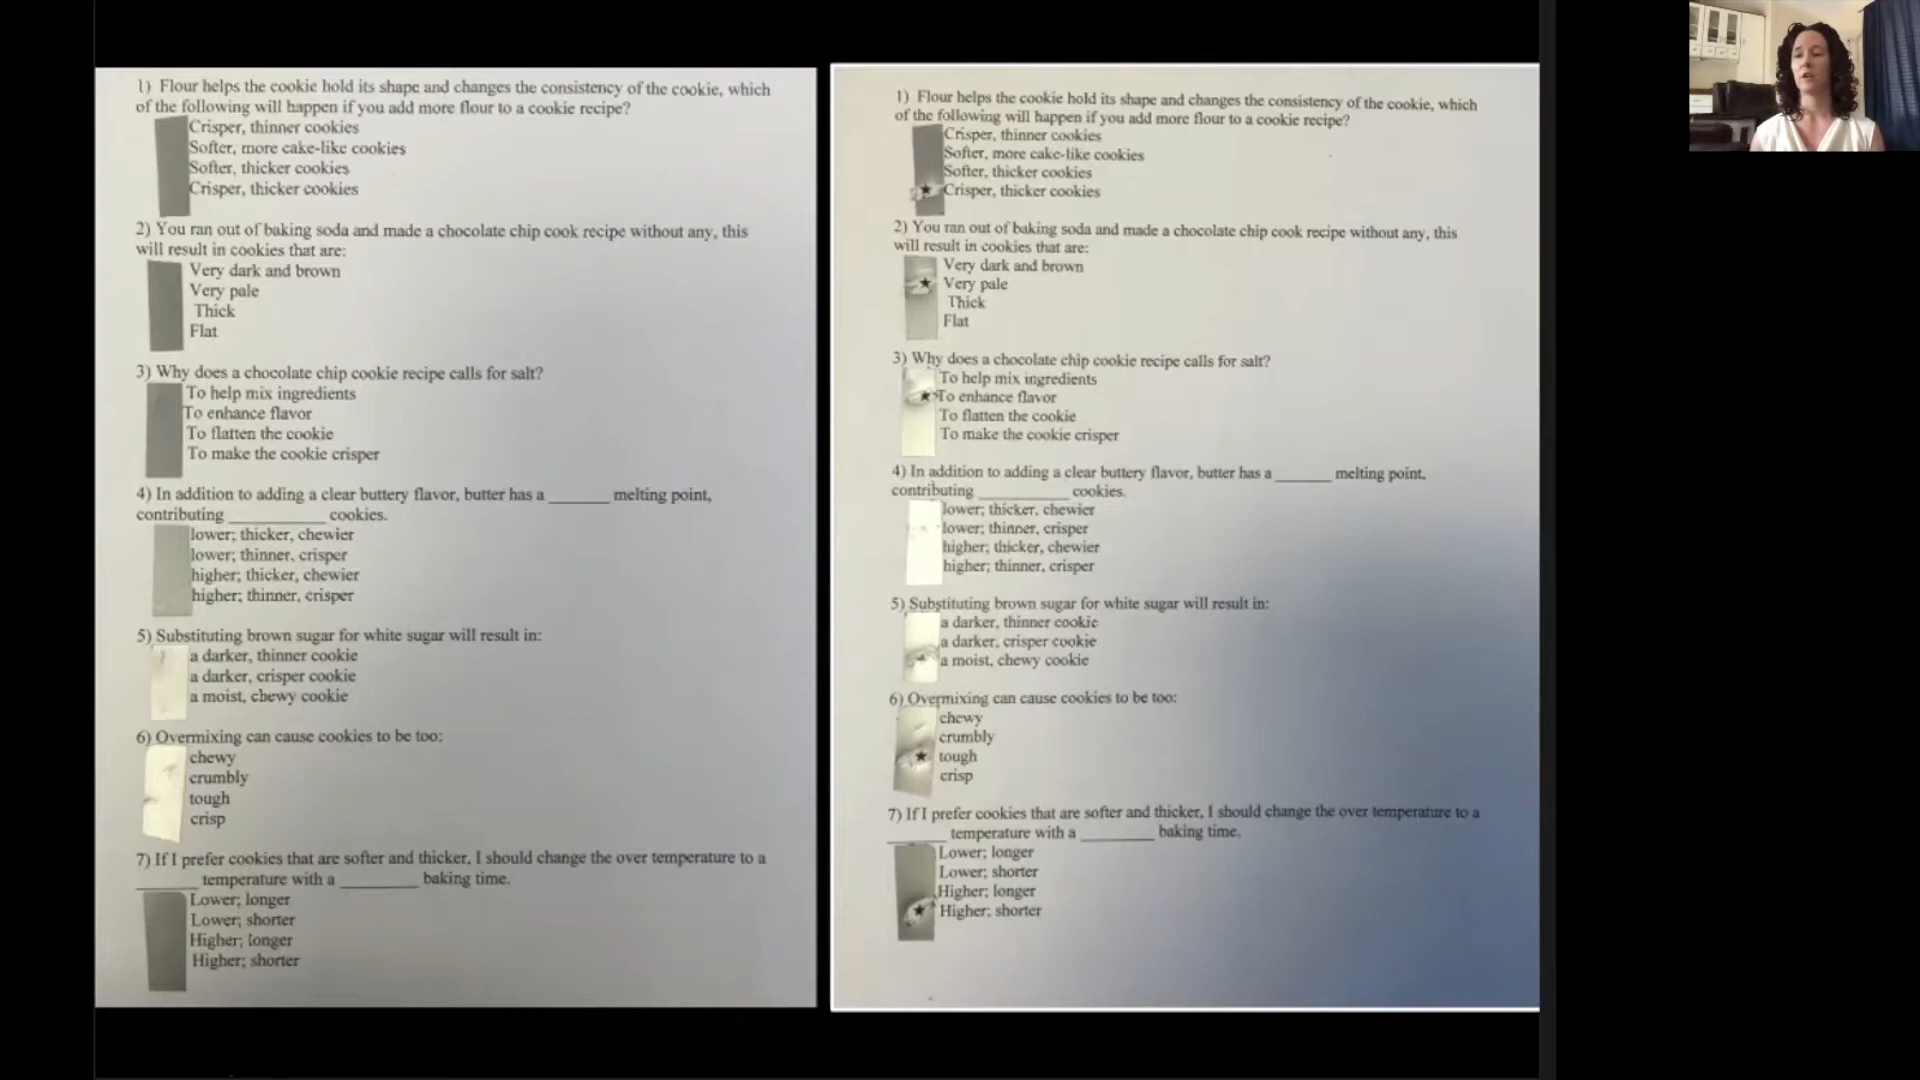 1) Flour helps the cookie hold its shape and changes the consistency of the cookie, which
of the following will happen if you add more flour to a cookie recipe?
Crisper, thinner cookies
Softer, more cake-like cookies
Softer, thicker cookies
Crisper, thicker cookies
2) You ran out of baking soda and made a chocolate chip cook recipe without any, this
will result in cookies that are:
Very dark and brown
Very pale
Thick
Flat
3) Why does a chocolate chip cookie recipe calls for salt?
To help mix ingredients
To enhance flavor
To flatten the cookie
To make the cookie crisper
4) In addition to adding a clear buttery flavor, butter has a ______ melting point,
contributing __________ cookies.
lower; thicker, chewier
lower; thinner, crisper
higher; thicker, chewier
higher; thinner, crisper
5) Substituting brown sugar for white sugar will result in:
a darker, thinner cookie
a darker, crisper cookie
a moist, chewy cookie
6) Overmixing can cause cookies to be too:
chewy
crumbly
tough
crisp
7) If I prefer cookies that are softer and thicker, I should change the over temperature to a
______ temperature with a ________ baking time.
Lower; longer
Lower; shorter
Higher; longer
Higher; shorter
1) Flour helps the cookie hold its shape and changes the consistency of the cookie, which
of the following will happen if you add more flour to a cookie recipe?
Crisper, thinner cookies
Softer, more cake-like cookies
Softer, thicker cookies
Crisper, thicker cookies
2) You ran out of baking soda and made a chocolate chip cook recipe without any, this
will result in cookies that are:
Very dark and brown
Very pale
Thick
Flat
3) Why does a chocolate chip cookie recipe calls for salt?
To help mix ingredients
To enhance flavor
To flatten the cookie
To make the cookie crisper
4) In addition to adding a clear buttery flavor, butter has a ______ melting point,
contributing __________ cookies.
lower; thicker, chewier
lower; thinner, crisper
higher; thicker, chewier
higher; thinner, crisper
5) Substituting brown sugar for white sugar will result in:
a darker, thinner cookie
a darker, crisper cookie
a moist, chewy cookie
6) Overmixing can cause cookies to be too:
chewy
crumbly
tough
crisp
7) If I prefer cookies that are softer and thicker, I should change the over temperature to a
______ temperature with a ________ baking time.
Lower; longer
Lower; shorter
Higher; longer
Higher; shorter